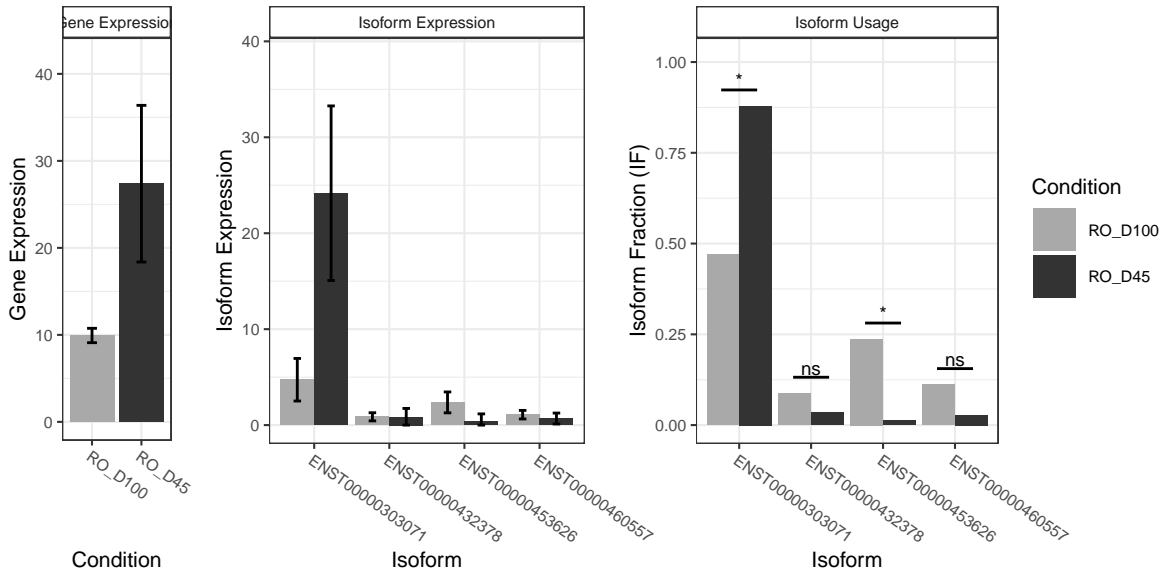 Gene Expression
Gene Expression
40
30
20
10
0
RO_D100
RO_D45
Condition
Isoform Expression
Isoform Expression
40
30
20
10
0
ENST00000303071
ENST00000432378
ENST00000453626
ENST00000460557
Isoform
Isoform Usage
Isoform Fraction (IF)
1.00
0.75
0.50
0.25
0.00
*
ns
*
ns
ENST00000303071
ENST00000432378
ENST00000453626
ENST00000460557
Isoform
Condition
RO_D100
RO_D45